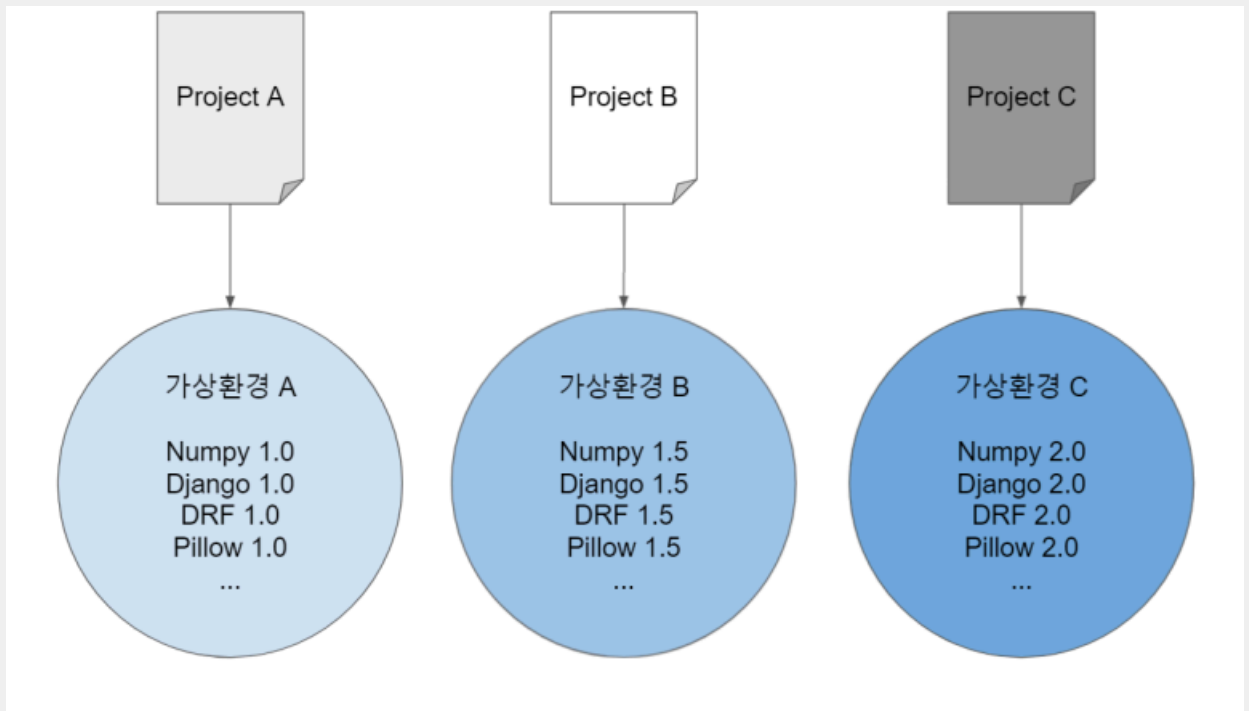 Project A
Project B
Project C
가상환경 A
Numpy 1.0
Django 1.0
DRF 1.0
Pillow 1.0
...
가상환경 B
Numpy 1.5
Django 1.5
DRF 1.5
Pillow 1.5
...
가상환경 C
Numpy 2.0
Django 2.0
DRF 2.0
Pillow 2.0
...